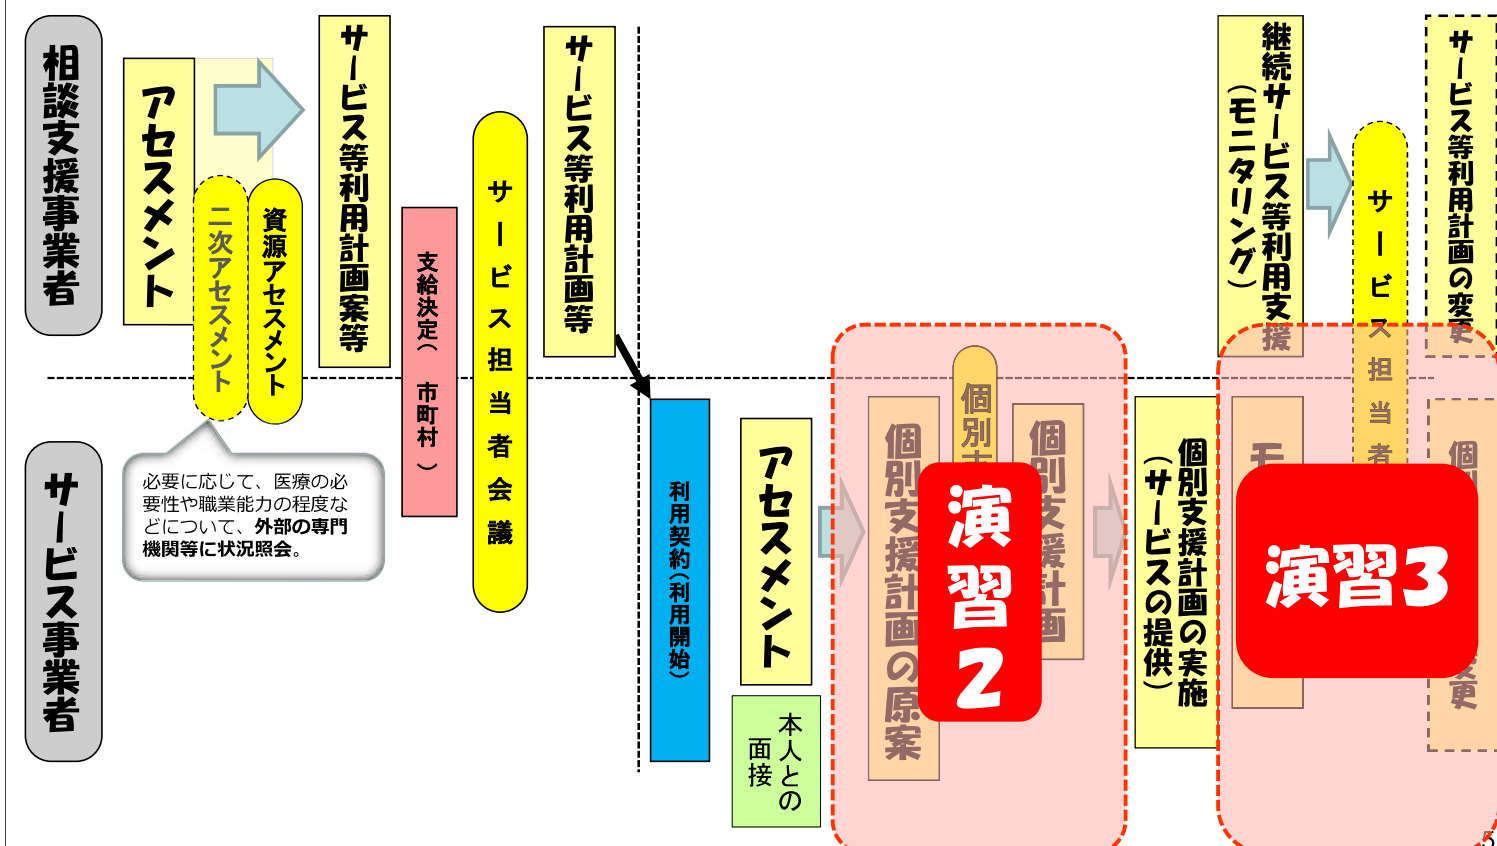 相談支援事業者
アセスメント
二次アセスメント
資源アセスメント
サービス等利用計画案等
支給決定(市町村)
サービス担当者会議
サービス等利用計画等
継続サービス等利用支援
(モニタリング)
サービス担当者
サービス等利用計画の変更
サービス事業者
必要に応じて、医療の必
要性や職業能力の程度な
どについて、外部の専門
機関等に状況照会。
利用契約(利用開始)
アセスメント
本人との
面接
個別支援計画の原案
個別
演習2
個別支援計画
個別支援計画の実施
(サービスの提供)
モ
演習3
個
変更
5